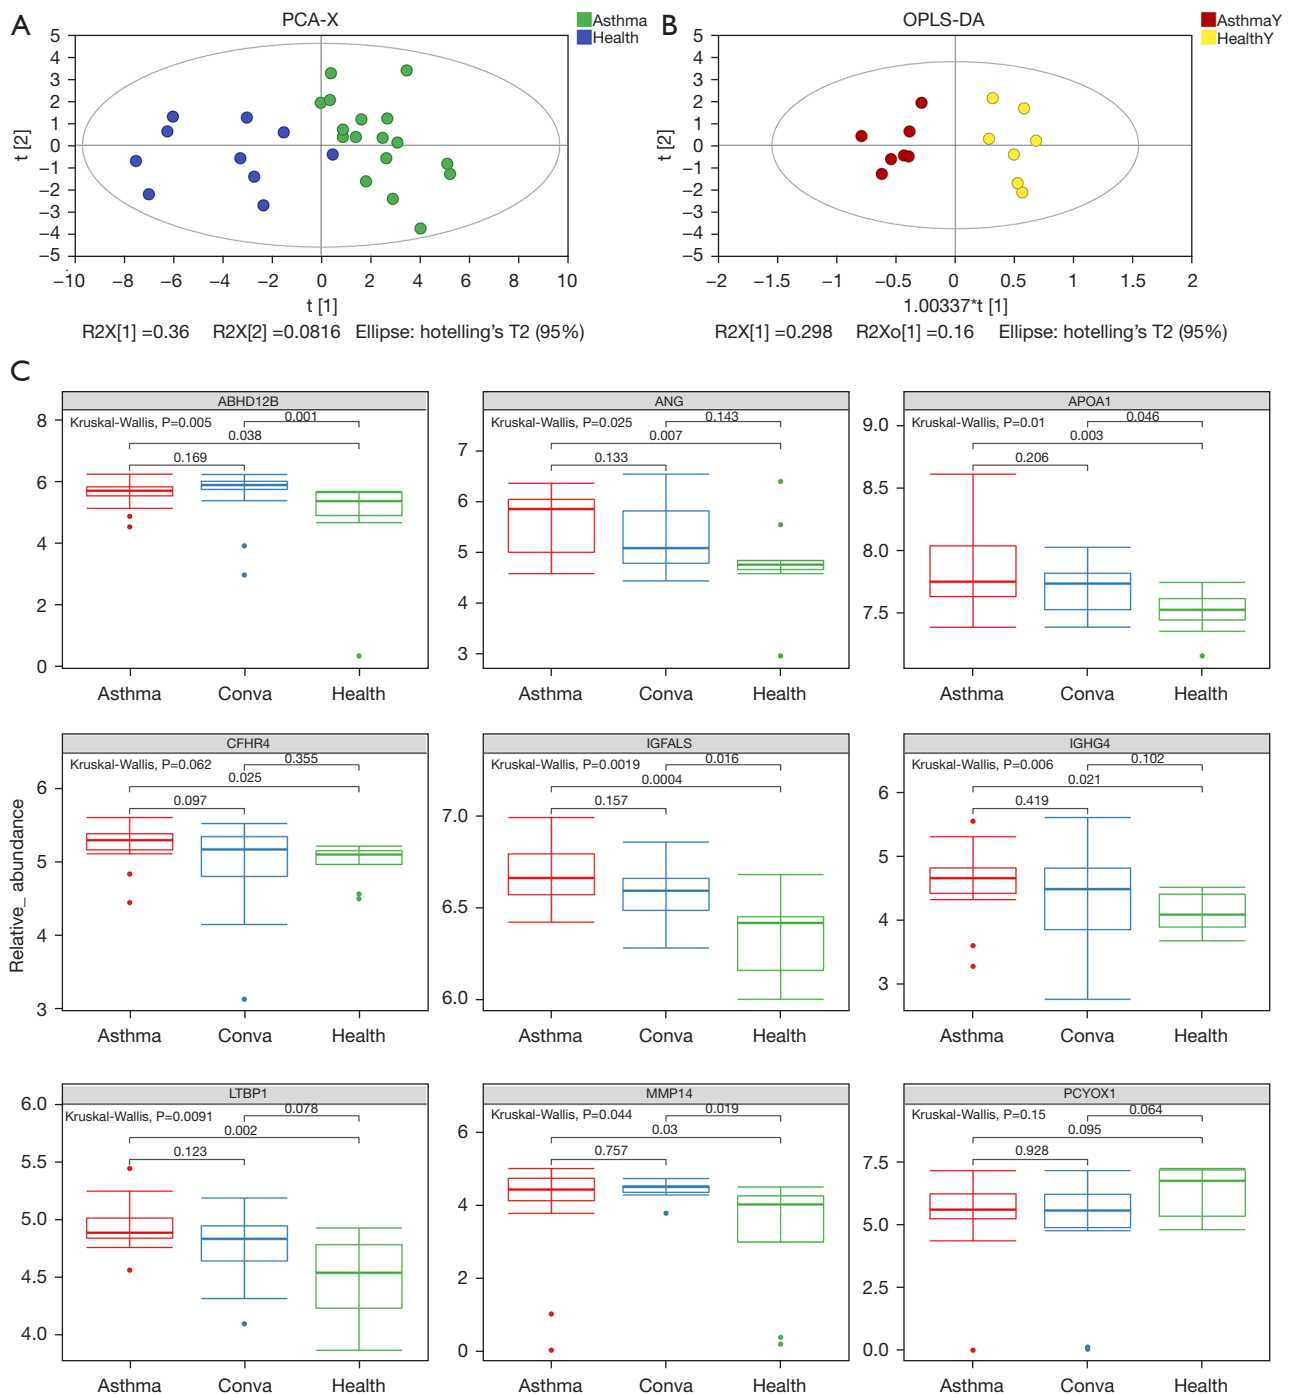 A
PCA-X
Asthma
Health
5
4
3
2
1
0
−1
−2
−3
−4
−5
t [2]
−10 −8 −6 −4 −2 0 2 4 6 8 10
t [1]
R2X[1] =0.36 R2X[2] =0.0816 Ellipse: hotelling's T2 (95%)
B
OPLS-DA
AsthmaY
HealthY
5
4
3
2
1
0
−1
−2
−3
−4
−5
t [2]
−2 −1.5 −1 −0.5 0 0.5 1 1.5 2
1.00337*t [1]
R2X[1] =0.298 R2Xo[1] =0.16 Ellipse: hotelling's T2 (95%)
C
Relative_ abundance
ABHD12B
Kruskal-Wallis, P=0.005
0.001
0.038
0.169
8
6
4
2
0
Asthma Conva Health
ANG
Kruskal-Wallis, P=0.025
0.143
0.007
0.133
7
6
5
4
3
Asthma Conva Health
APOA1
Kruskal-Wallis, P=0.01
0.046
0.003
0.206
9.0
8.5
8.0
7.5
Asthma Conva Health
CFHR4
Kruskal-Wallis, P=0.062
0.355
0.025
0.097
6
5
4
3
Asthma Conva Health
IGFALS
Kruskal-Wallis, P=0.0019
0.016
0.0004
0.157
7.0
6.5
6.0
Asthma Conva Health
IGHG4
Kruskal-Wallis, P=0.006
0.102
0.021
0.419
6
5
4
3
Asthma Conva Health
LTBP1
Kruskal-Wallis, P=0.0091
0.078
0.002
0.123
6.0
5.5
5.0
4.5
4.0
Asthma Conva Health
MMP14
Kruskal-Wallis, P=0.044
0.019
0.03
0.757
6
4
2
0
Asthma Conva Health
PCYOX1
Kruskal-Wallis, P=0.15
0.064
0.095
0.928
7.5
5.0
2.5
0.0
Asthma Conva Health